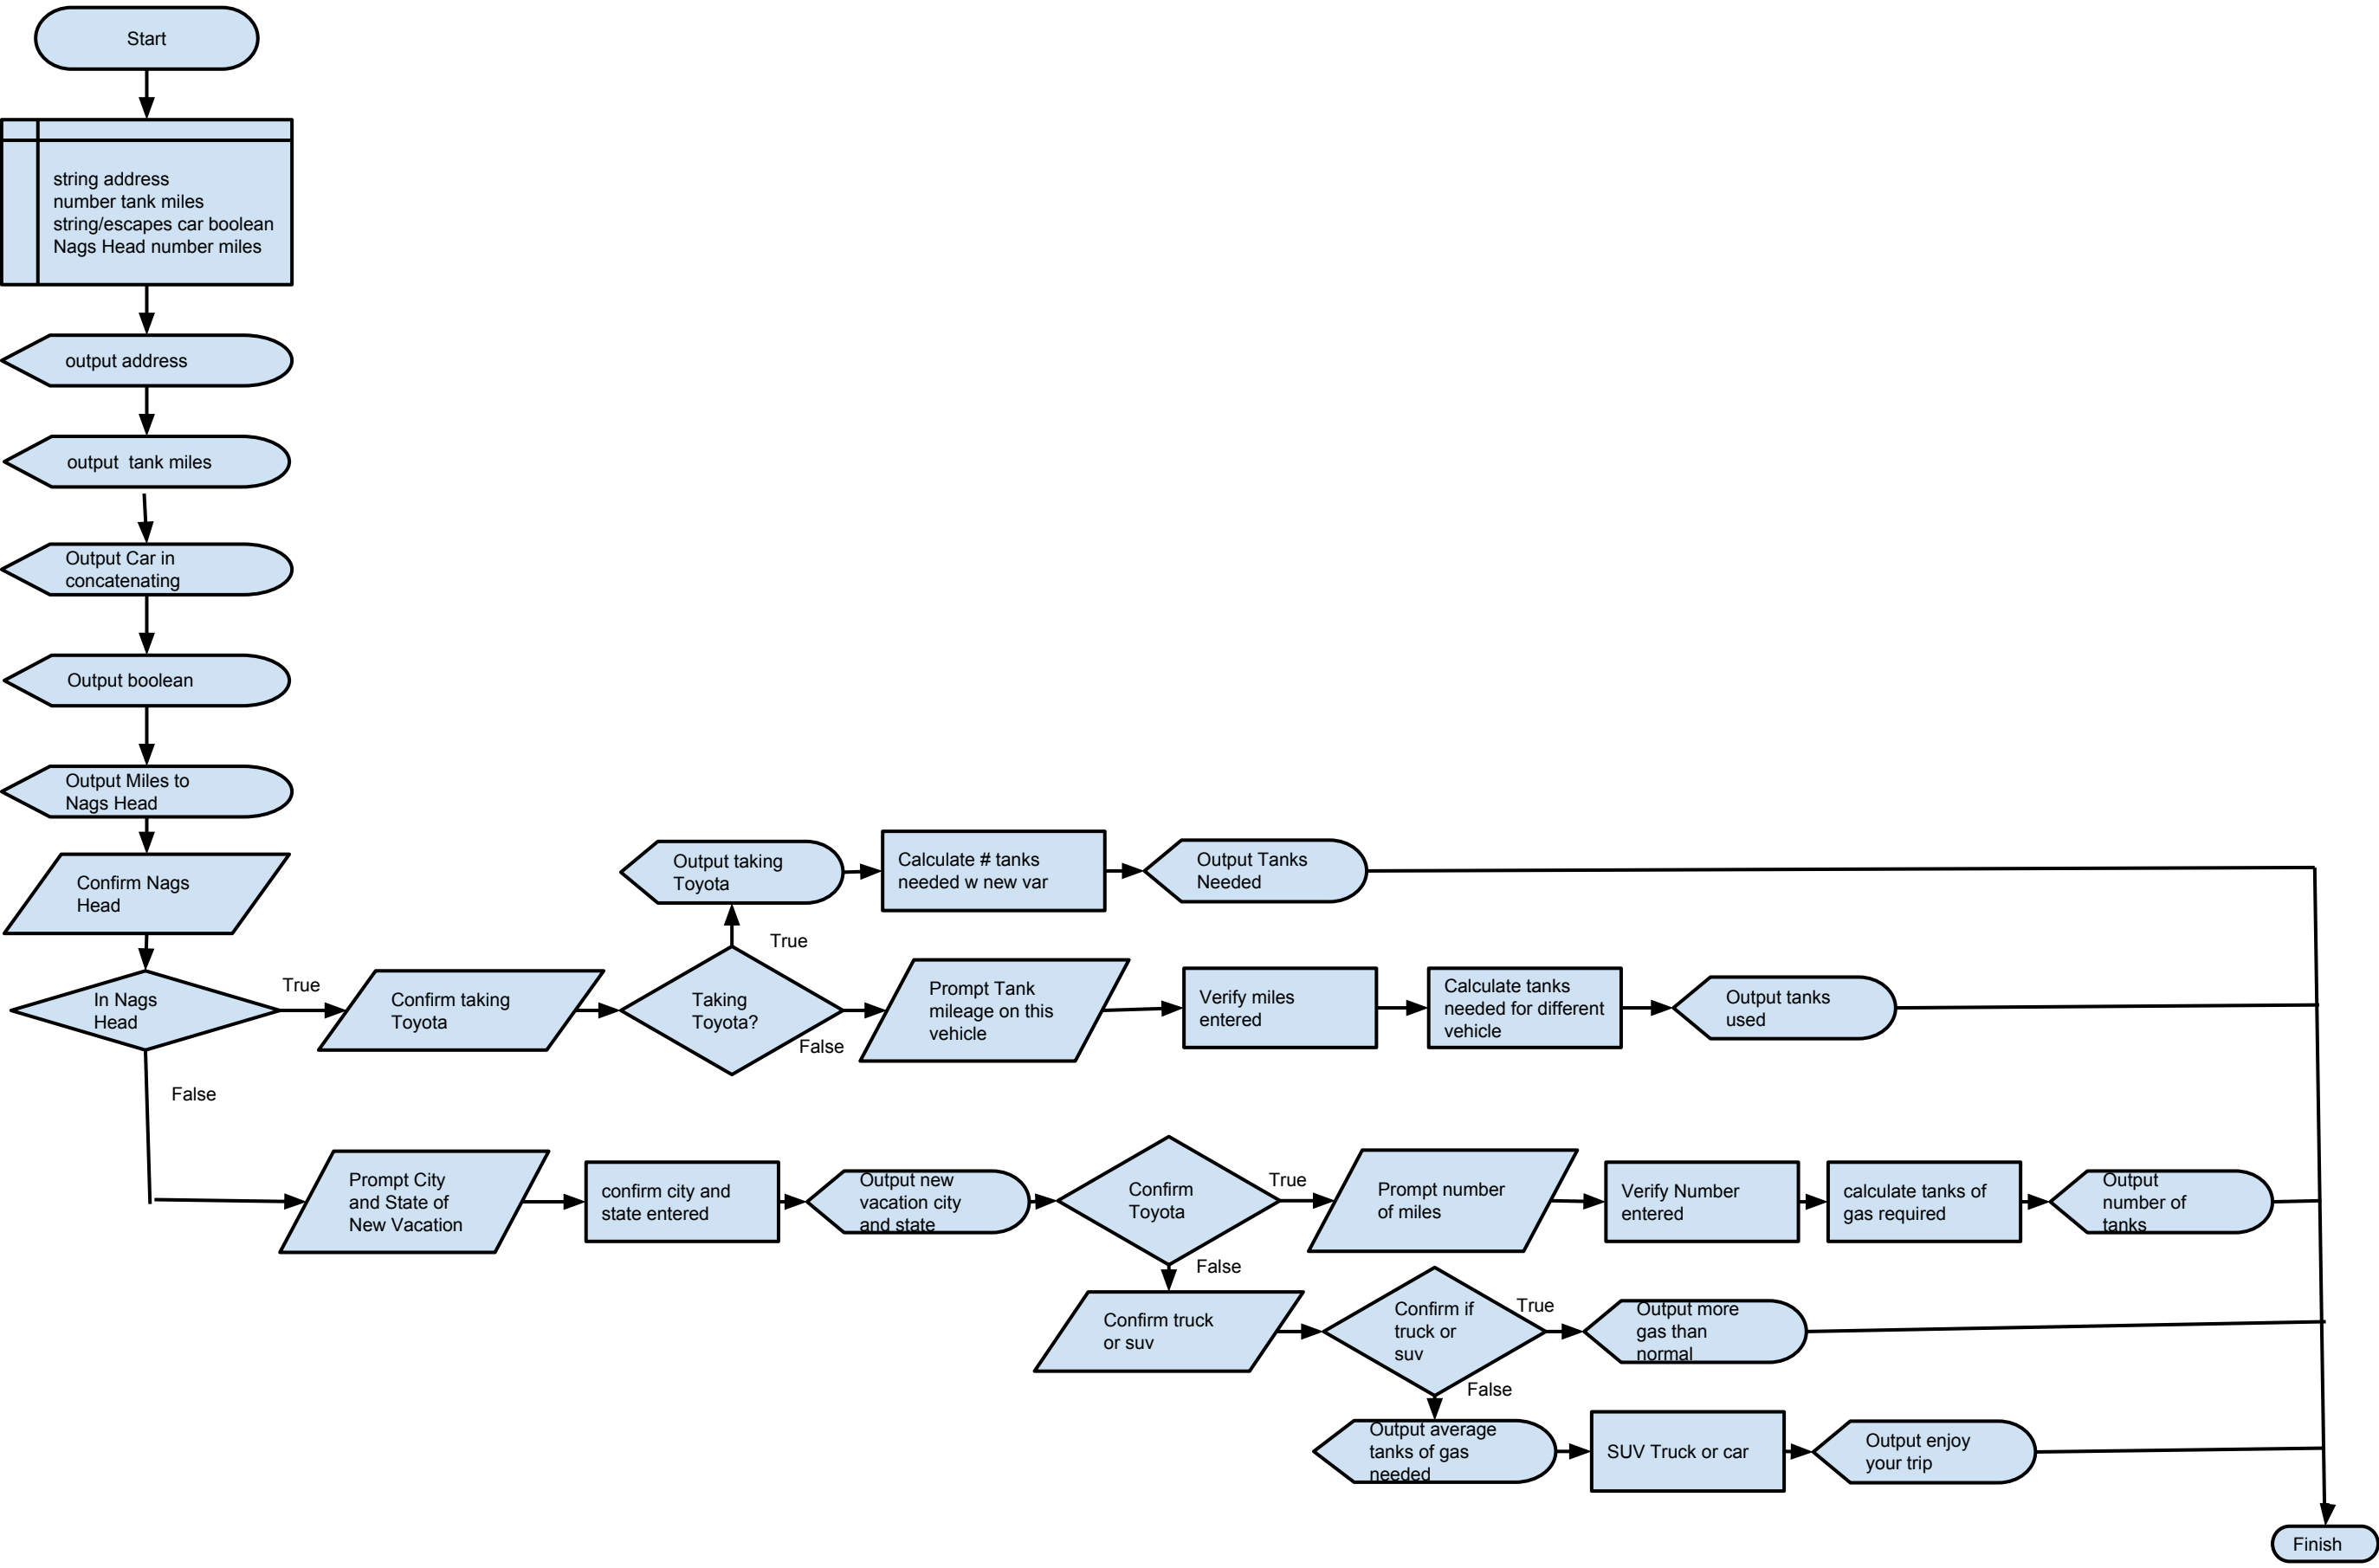 Start
string address
number tank miles
string/escapes car boolean
Nags Head number miles
output address
output  tank miles
Output Car in
concatenating
Output boolean
Output Miles to
Nags Head
Confirm Nags
Head
In Nags
Head
True
False
Confirm taking
Toyota
Taking
Toyota?
True
False
Output taking
Toyota
Calculate # tanks
needed w new var
Output Tanks
Needed
Prompt Tank
mileage on this
vehicle
Verify miles
entered
Calculate tanks
needed for different
vehicle
Output tanks
used
Prompt City
and State of
New Vacation
confirm city and
state entered
Output new
vacation city
and state
Confirm
Toyota
True
False
Prompt number
of miles
Verify Number
entered
calculate tanks of
gas required
Output
number of
tanks
Confirm truck
or suv
Confirm if
truck or
suv
True
False
Output more
gas than
normal
Output average
tanks of gas
needed
SUV Truck or car
Output enjoy
your trip
Finish